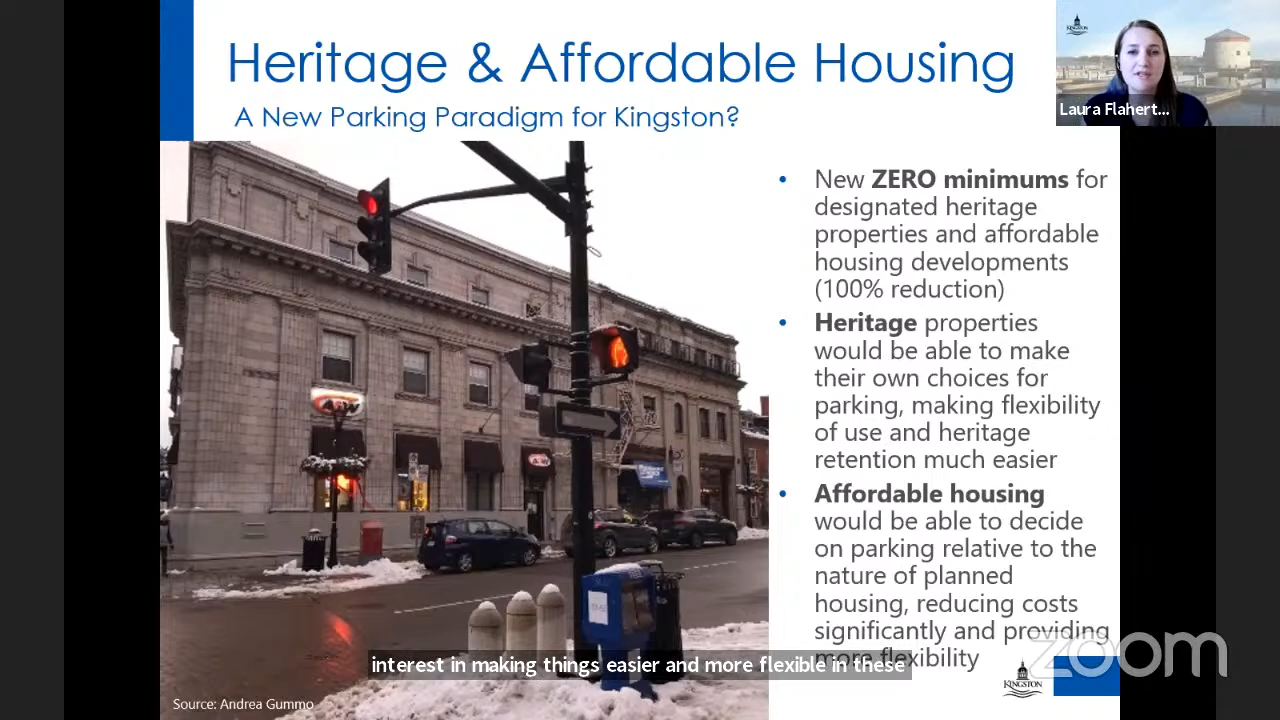 Heritage & Affordable Housing
A New Parking Paradigm for Kingston?
KINGSTON
Laura Flahert...
• New ZERO minimums for
designated heritage
properties and affordable
housing developments
(100% reduction)
• Heritage properties
would be able to make
their own choices for
parking, making flexibility
of use and heritage
retention much easier
• Affordable housing
would be able to decide
on parking relative to the
nature of planned
housing, reducing costs
significantly and providing
more flexibility
A&W
A&W
interest in making things easier and more flexible in these
KINGSTON
zoom
Source: Andrea Gummo